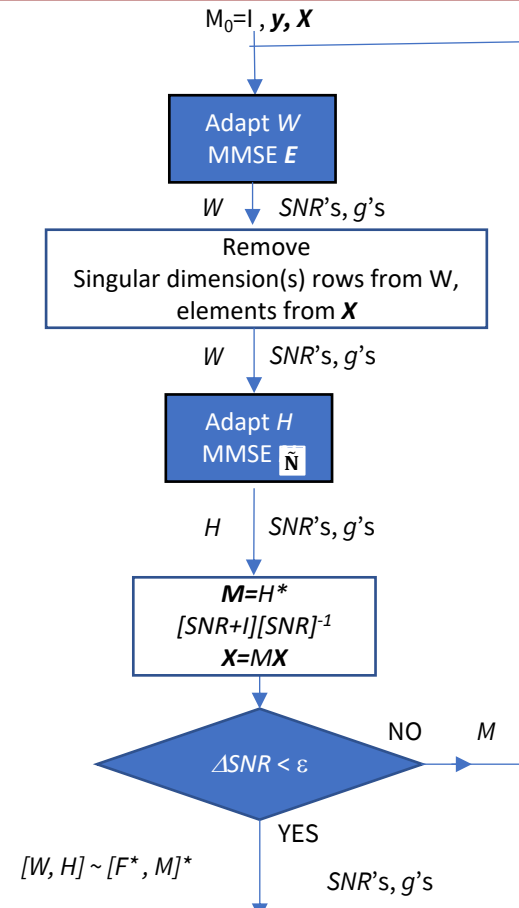 M₀=I , y, X
Adapt W
MMSE E
W SNR's, g's
Remove
Singular dimension(s) rows from W,
elements from X
W SNR's, g's
Adapt H
MMSE Ñ
H SNR's, g's
M=H*
[SNR+I][SNR]⁻¹
X=MX
NO M
ΔSNR < ε
YES
[W, H] ~ [F* , M]*
SNR's, g's